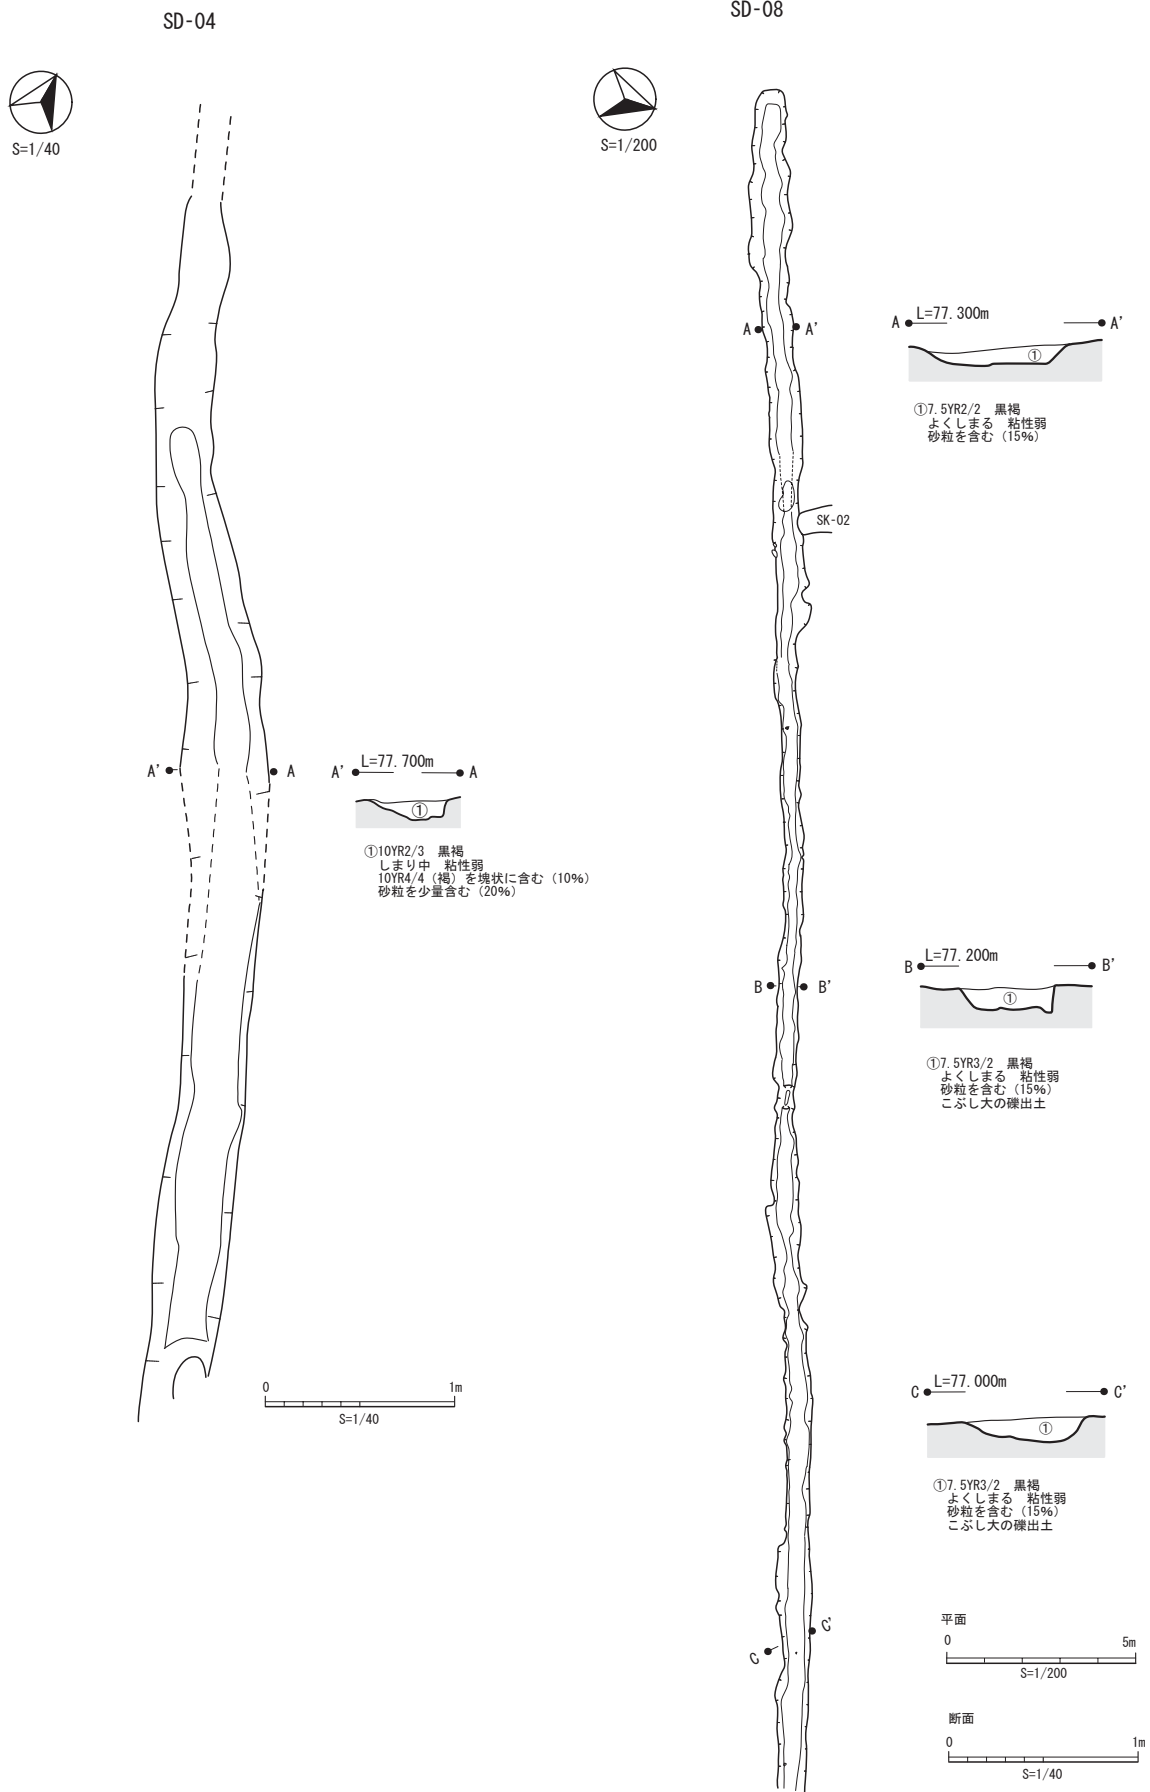 SD-04
S=1/40
A'
A
A'
L=77.700m
A
①
①10YR2/3 黒褐
しまり中 粘性弱
10YR4/4(褐)を塊状に含む(10%)
砂粒を少量含む(20%)
0
1m
S=1/40
SD-08
S=1/200
A
A'
SK-02
B
B'
C
C'
A
L=77.300m
A'
①
①7.5YR2/2 黒褐
よくしまる 粘性弱
砂粒を含む(15%)
B
L=77.200m
B'
①
①7.5YR3/2 黒褐
よくしまる 粘性弱
砂粒を含む(15%)
こぶし大の礫出土
C
L=77.000m
C'
①
①7.5YR3/2 黒褐
よくしまる 粘性弱
砂粒を含む(15%)
こぶし大の礫出土
平面
0
5m
S=1/200
断面
0
1m
S=1/40